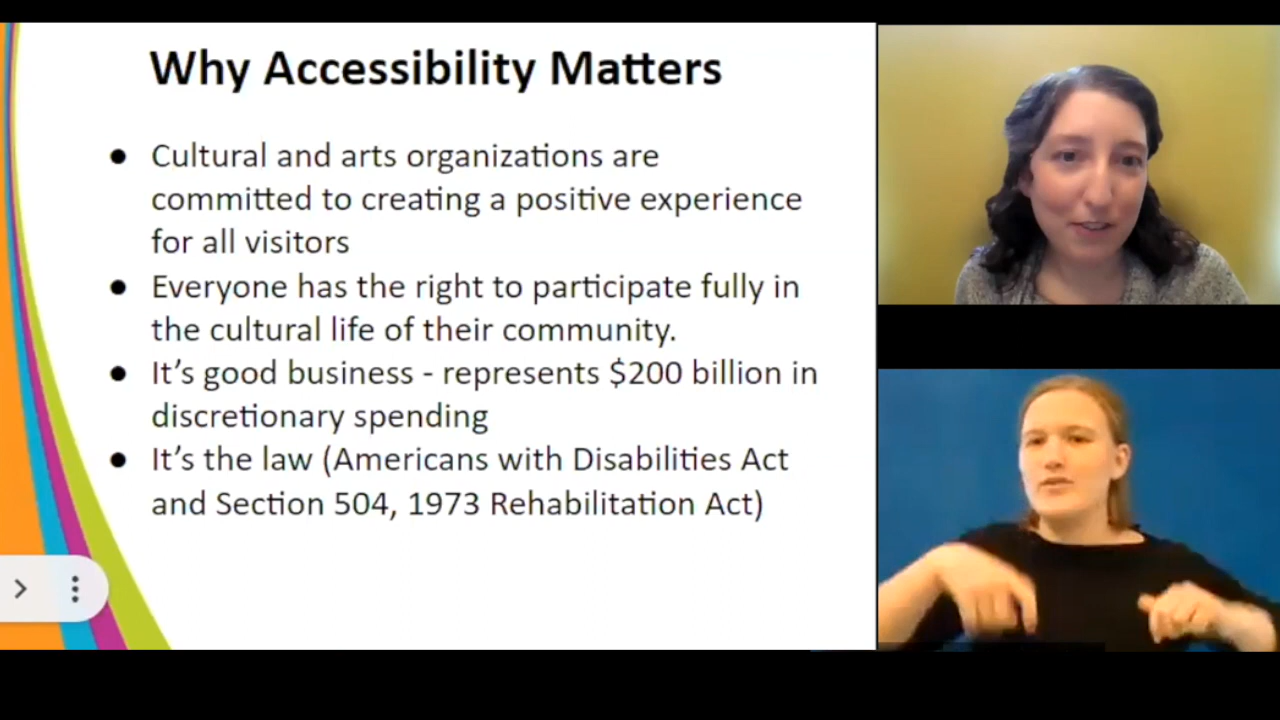 Why Accessibility Matters
● Cultural and arts organizations are
committed to creating a positive experience
for all visitors
● Everyone has the right to participate fully in
the cultural life of their community.
● It’s good business - represents $200 billion in
discretionary spending
● It’s the law (Americans with Disabilities Act
and Section 504, 1973 Rehabilitation Act)